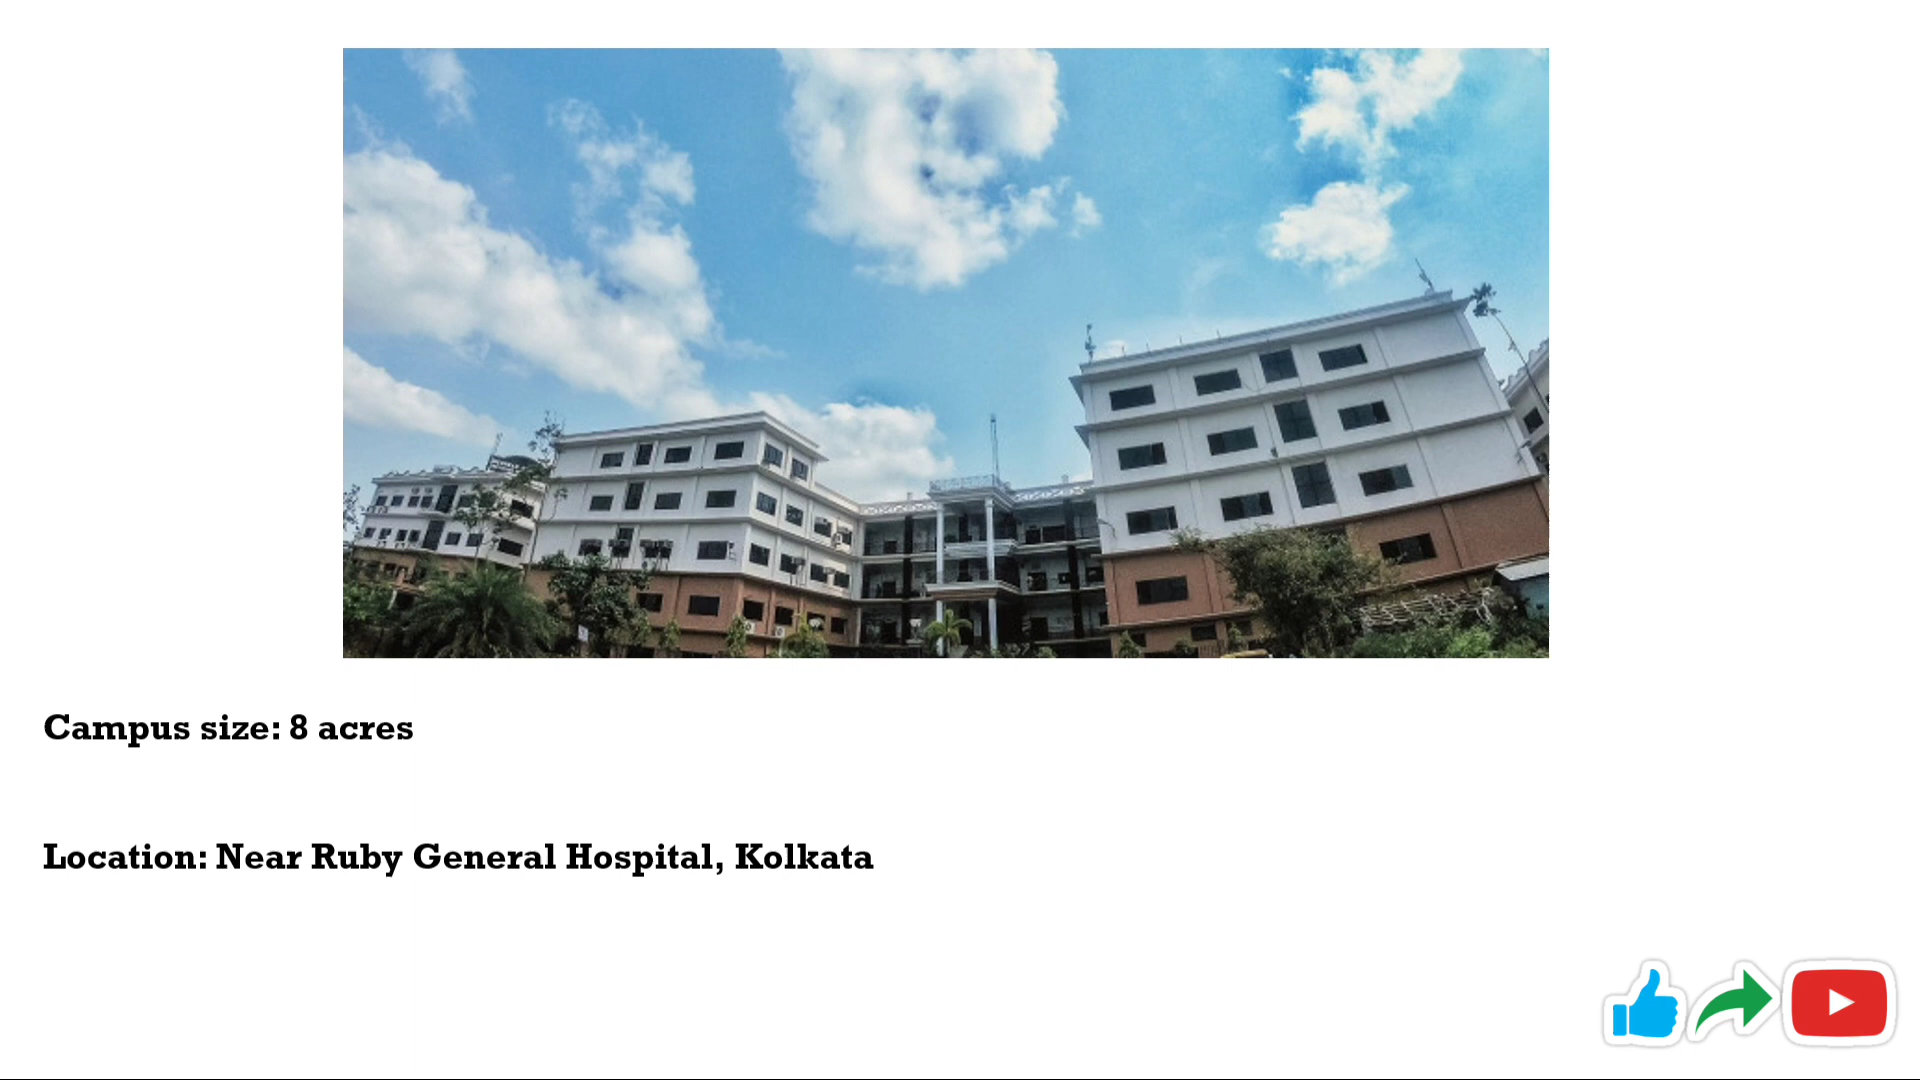 Campus size: 8 acres
Location: Near Ruby General Hospital, Kolkata